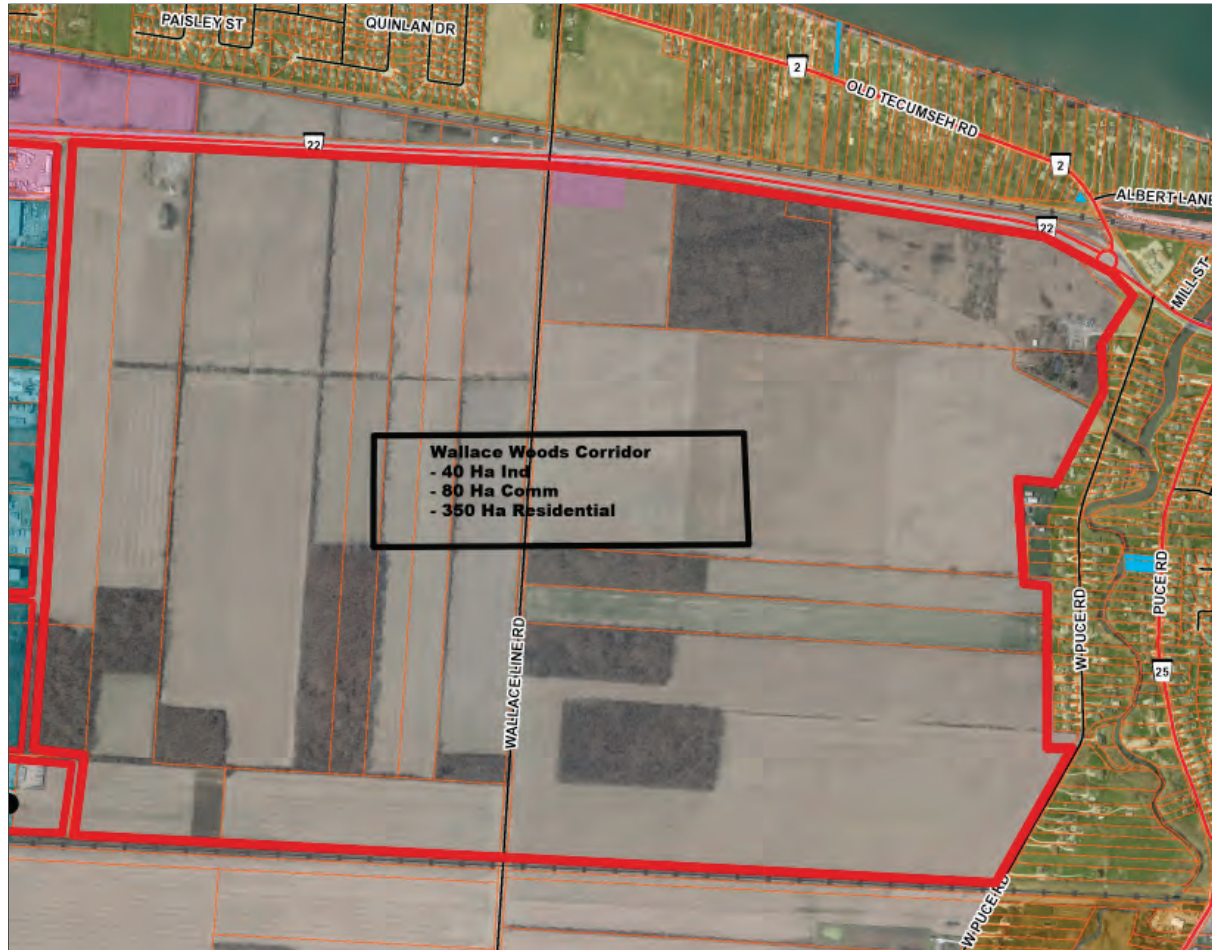 PAISLEY ST
QUINLAN DR
2
OLD TECUMSEH RD
2
ALBERT LANE
22
22
MILL ST
Wallace Woods Corridor
- 40 Ha Ind
- 80 Ha Comm
- 350 Ha Residential
WALLACE LINE RD
W PUCE RD
PUCE RD
25
W PUCE RD